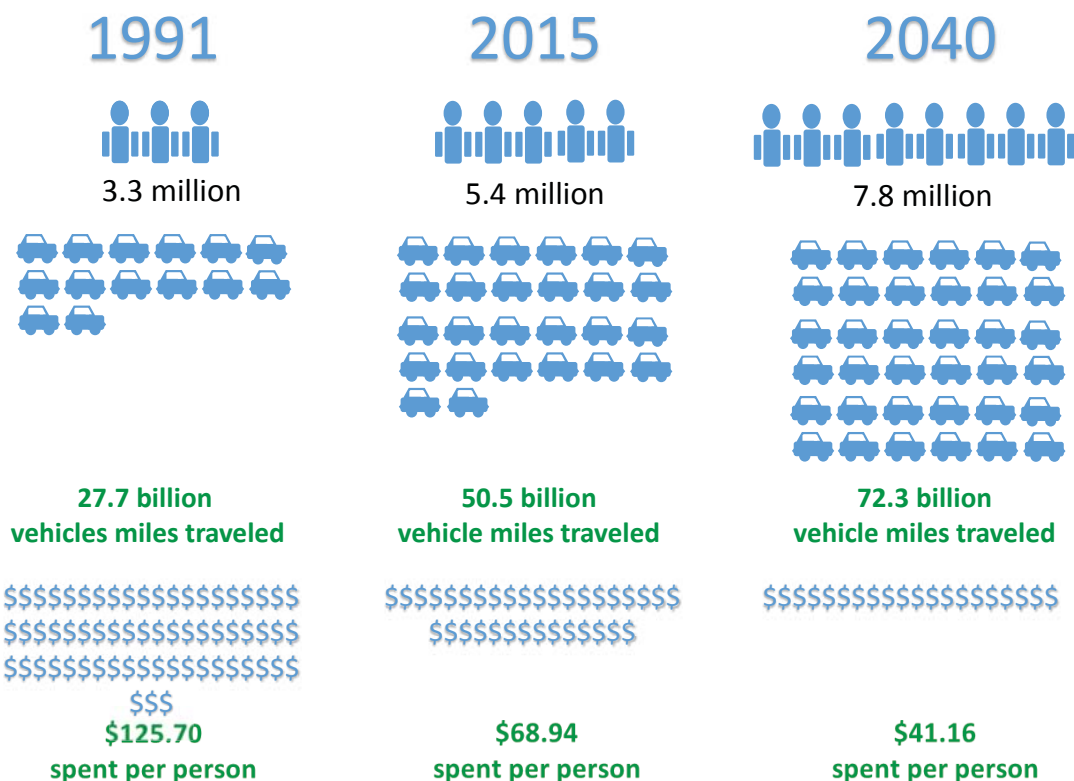 1991
2015
2040
3.3 million
5.4 million
7.8 million
27.7 billion
vehicles miles traveled
50.5 billion
vehicle miles traveled
72.3 billion
vehicle miles traveled
$$$$$$$$$$$$$$$$$$$$
$$$$$$$$$$$$$$$$$$$$
$$$$$$$$$$$$$$$$$$$$
$$$
$125.70
spent per person
$$$$$$$$$$$$$$$$$$$$
$$$$$$$$$$$$$$
$68.94
spent per person
$$$$$$$$$$$$$$$$$$$$
$41.16
spent per person